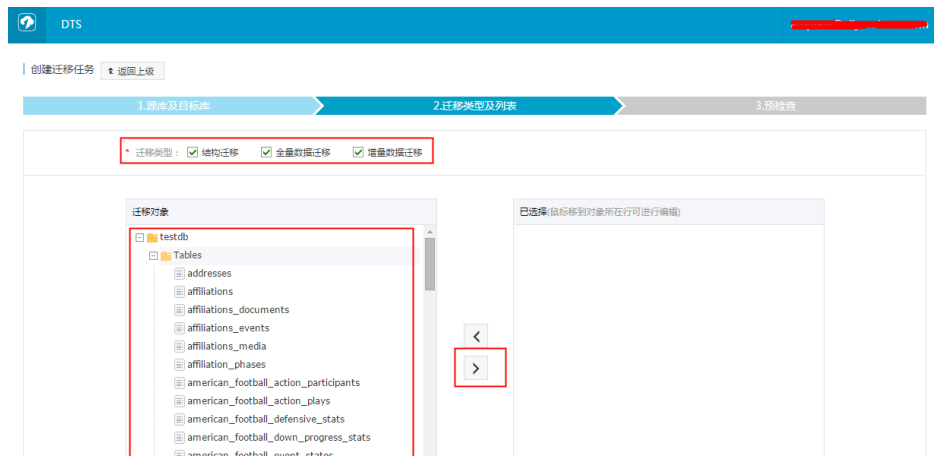 DTS
创建迁移任务 返回上级
1.源库及目标库 2.迁移类型及列表 3.预检查
* 迁移类型： 结构迁移 全量数据迁移 增量数据迁移
迁移对象
已选择(鼠标移到对象所在行可进行编辑)
testdb
Tables
addresses
affiliations
affiliations_documents
affiliations_events
affiliations_media
affiliation_phases
american_football_action_participants
american_football_action_plays
american_football_defensive_stats
american_football_down_progress_stats
american_football_event_states